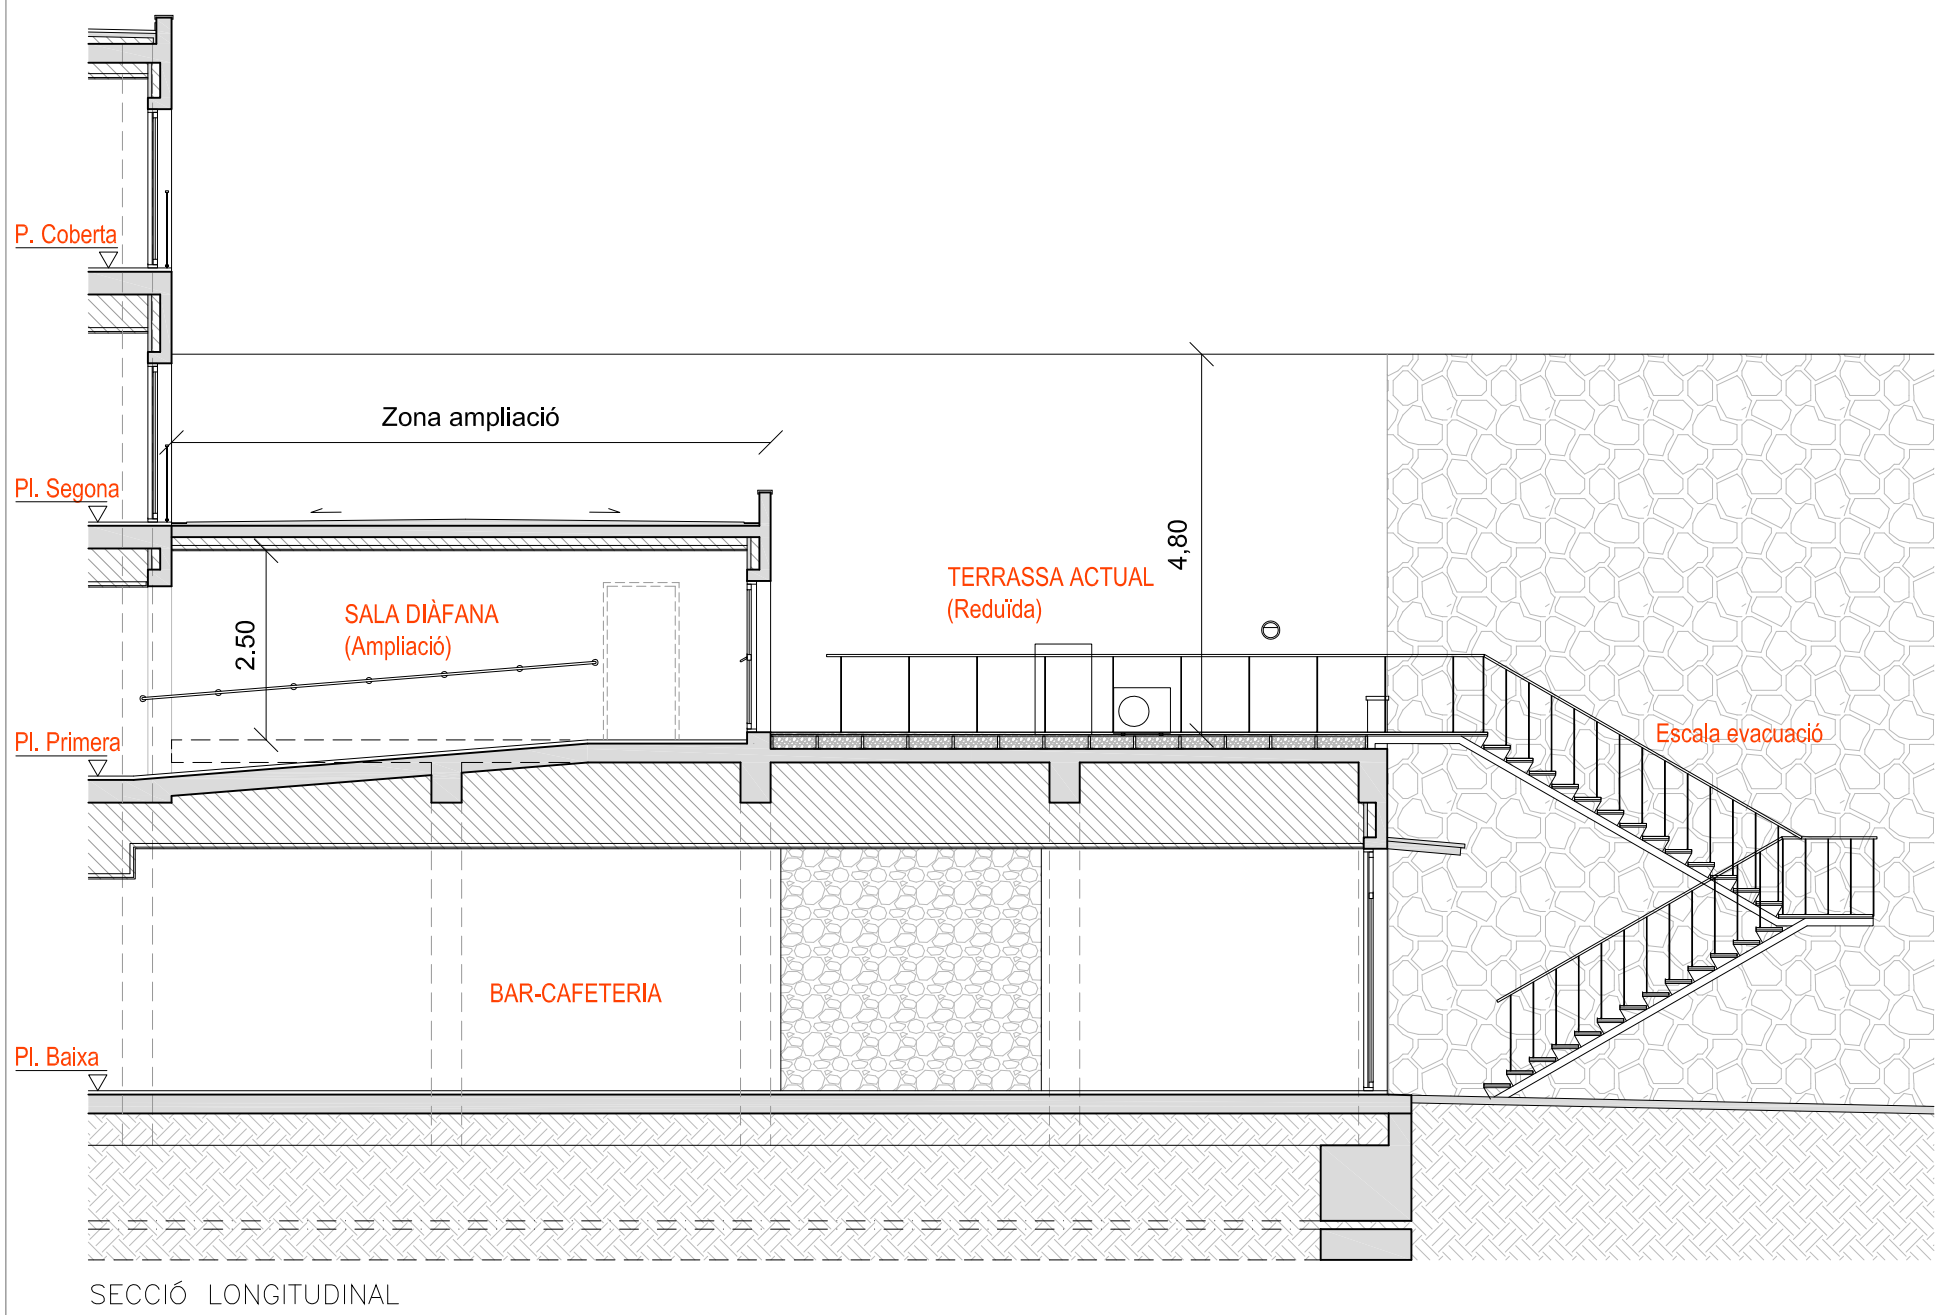 P. Coberta
Zona ampliació
Pl. Segona
4,80
TERRASSA ACTUAL
(Reduïda)
SALA DIÀFANA
(Ampliació)
2.50
Pl. Primera
Escala evacuació
BAR-CAFETERIA
Pl. Baixa
SECCIÓ LONGITUDINAL